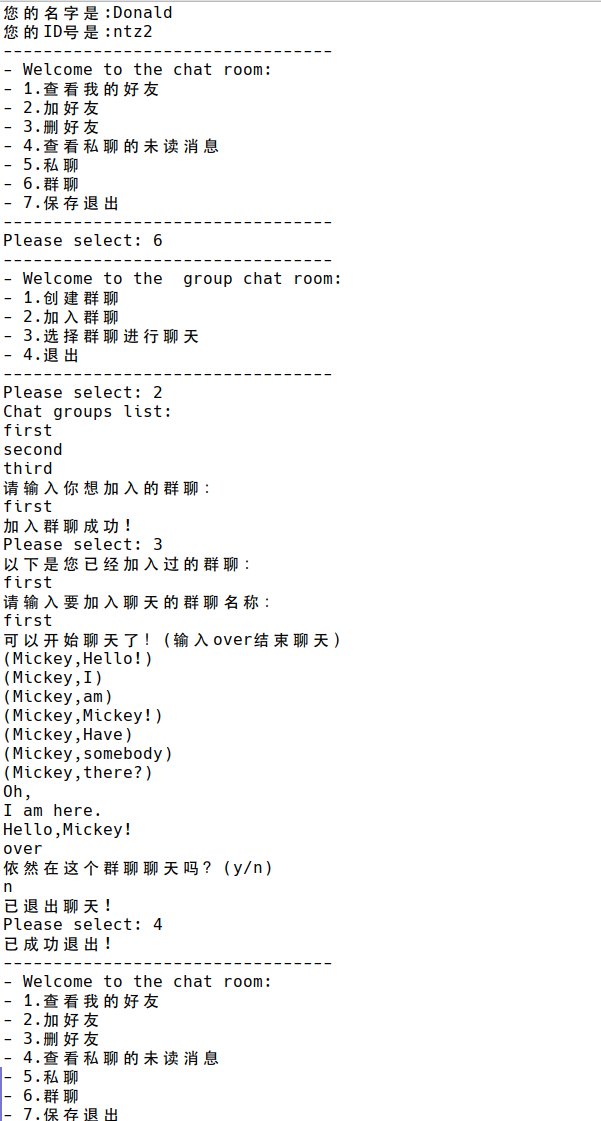 您的名字是:Donald
您的ID号是:ntz2
---------------------------------
- Welcome to the chat room:
- 1.查看我的好友
- 2.加好友
- 3.删好友
- 4.查看私聊的未读消息
- 5.私聊
- 6.群聊
- 7.保存退出
---------------------------------
Please select: 6
---------------------------------
- Welcome to the  group chat room:
- 1.创建群聊
- 2.加入群聊
- 3.选择群聊进行聊天
- 4.退出
---------------------------------
Please select: 2
Chat groups list:
first
second
third
请输入你想加入的群聊：
first
加入群聊成功！
Please select: 3
以下是您已经加入过的群聊：
first
请输入要加入聊天的群聊名称：
first
可以开始聊天了！(输入over结束聊天)
(Mickey,Hello!)
(Mickey,I)
(Mickey,am)
(Mickey,Mickey!)
(Mickey,Have)
(Mickey,somebody)
(Mickey,there?)
Oh,
I am here.
Hello,Mickey!
over
依然在这个群聊聊天吗？(y/n)
n
已退出聊天！
Please select: 4
已成功退出！
---------------------------------
- Welcome to the chat room:
- 1.查看我的好友
- 2.加好友
- 3.删好友
- 4.查看私聊的未读消息
- 5.私聊
- 6.群聊
- 7.保存退出